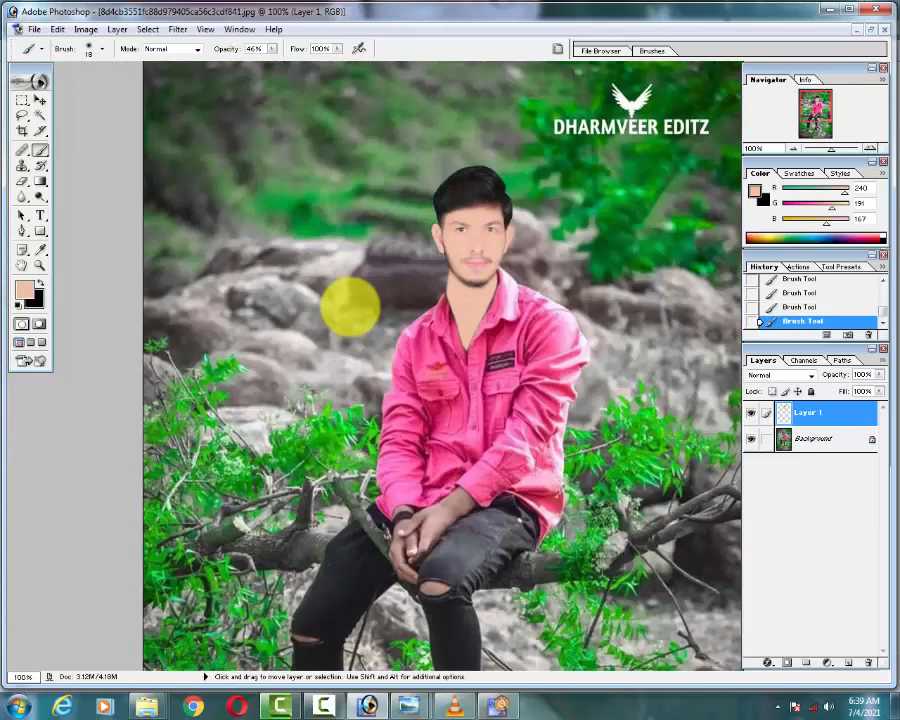 Adobe Photoshop - [8d4cb3551fc88d979405ca56c3cdf841.jpg @ 100% (Layer 1, RGB)]
File Edit Image Layer Select Filter View Window Help
Brush: 18 Mode: Normal Opacity: 46% Flow: 100% File Browser Brushes
DHARMVEER EDITZ
Navigator Info
100%
Color Swatches Styles
R 240
G 191
B 167
History Actions Tool Presets
Brush Tool
Brush Tool
Brush Tool
Brush Tool
Layers Channels Paths
Normal Opacity: 100%
Lock: Fill: 100%
Layer 1
Background
100% Doc: 3.12M/4.18M Click and drag to move layer or selection. Use Shift and Alt for additional options.
6:39 AM
7/4/2021